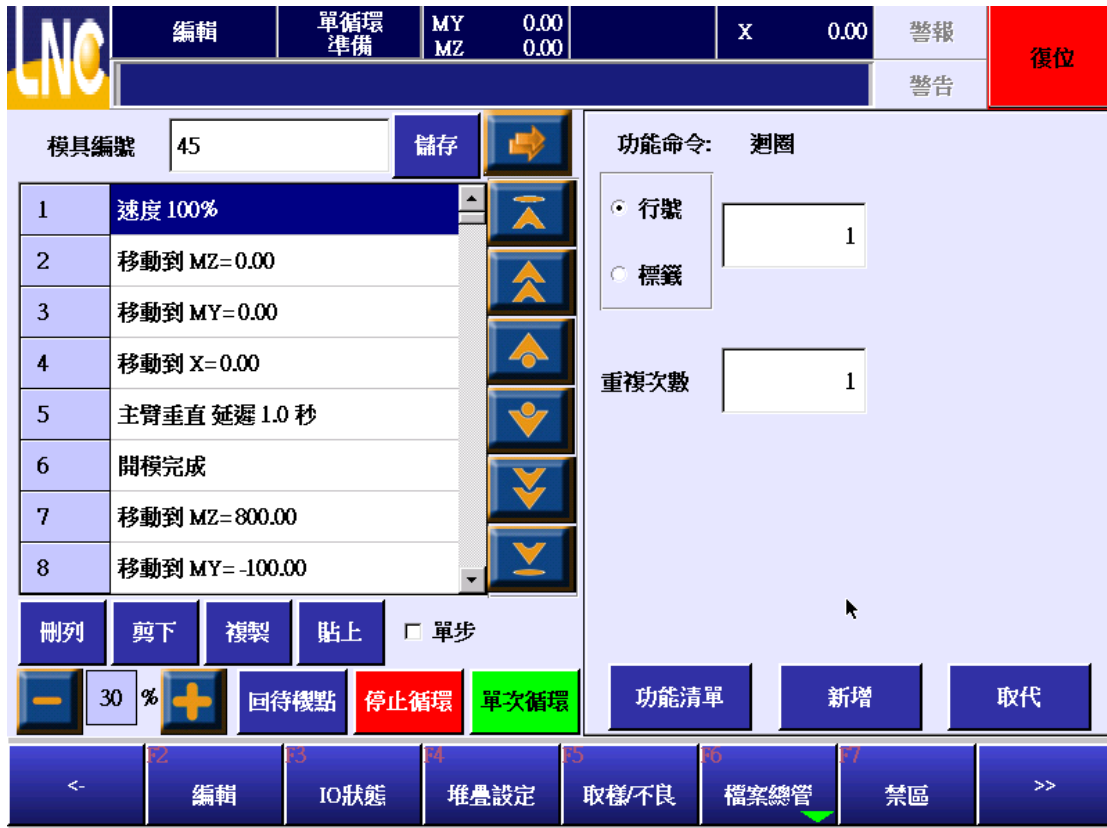 LNC
編輯
單循環
準備
MY 0.00
MZ 0.00
X 0.00
警報
警告
復位
模具編號 45 儲存
1 速度 100%
2 移動到 MZ=0.00
3 移動到 MY=0.00
4 移動到 X=0.00
5 主臂垂直 延遲 1.0 秒
6 開模完成
7 移動到 MZ=800.00
8 移動到 MY=-100.00
刪列 剪下 複製 貼上 單步
30 % 回待機點 停止循環 單次循環
功能命令: 迴圈
行號 1
標籤
重複次數 1
功能清單 新增 取代
<-
F2 編輯
F3 IO狀態
F4 堆疊設定
F5 取樣/不良
F6 檔案總管
F7 禁區
>>